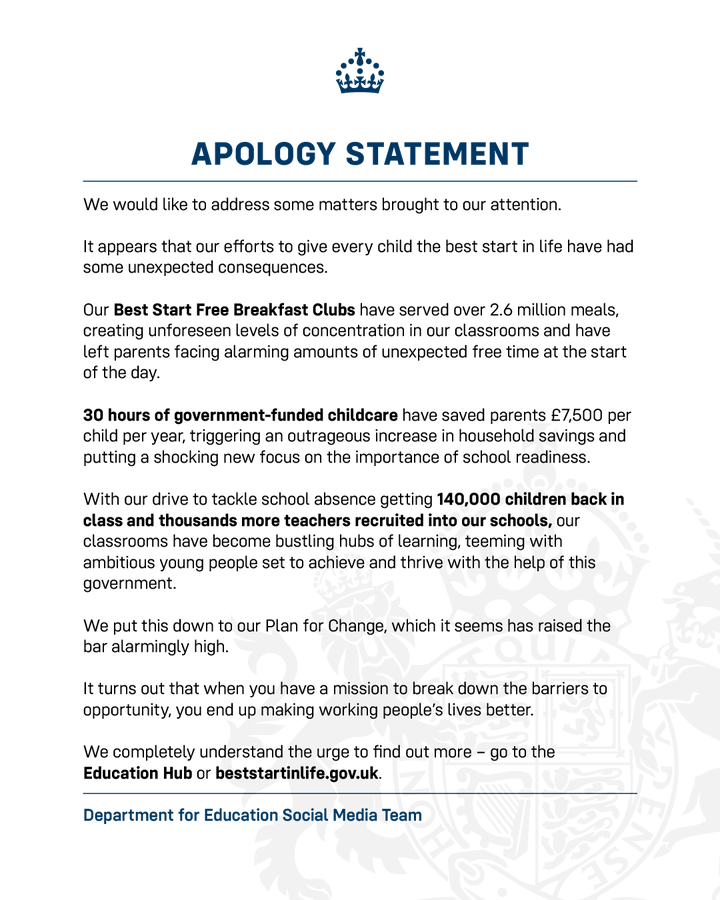 APOLOGY STATEMENT
We would like to address some matters brought to our attention.
It appears that our efforts to give every child the best start in life have had
some unexpected consequences.
Our Best Start Free Breakfast Clubs have served over 2.6 million meals,
creating unforeseen levels of concentration in our classrooms and have
left parents facing alarming amounts of unexpected free time at the start
of the day.
30 hours of government-funded childcare have saved parents £7,500 per
child per year, triggering an outrageous increase in household savings and
putting a shocking new focus on the importance of school readiness.
With our drive to tackle school absence getting 140,000 children back in
class and thousands more teachers recruited into our schools, our
classrooms have become bustling hubs of learning, teeming with
ambitious young people set to achieve and thrive with the help of this
government.
We put this down to our Plan for Change, which it seems has raised the
bar alarmingly high.
It turns out that when you have a mission to break down the barriers to
opportunity, you end up making working people's lives better.
We completely understand the urge to find out more – go to the
Education Hub or beststartinlife.gov.uk.
Department for Education Social Media Team